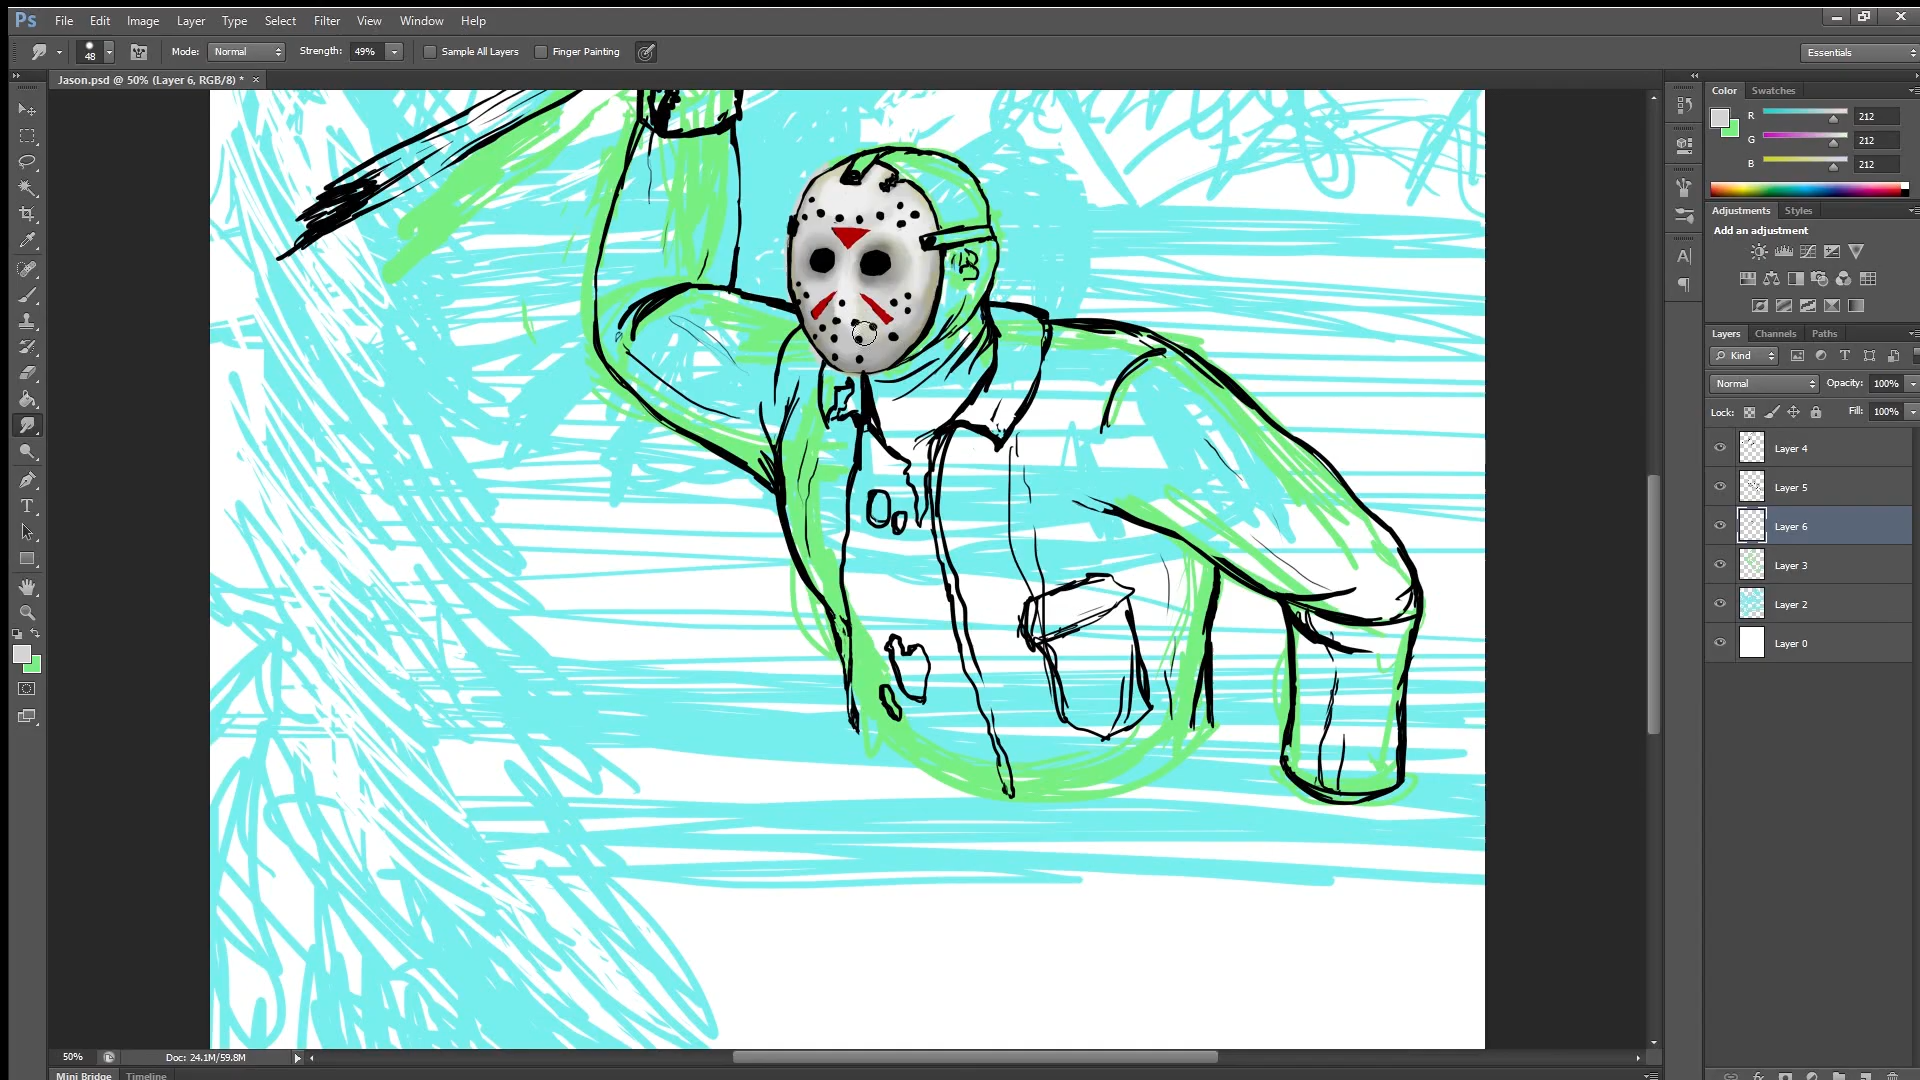 Ps File Edit Image Layer Type Select Filter View Window Help
48 Mode: Normal Strength: 49% Sample All Layers Finger Painting Essentials
Jason.psd @ 50% (Layer 6, RGB/8) * ×
Color Swatches
R 212
G 212
B 212
Adjustments Styles
Add an adjustment
Layers Channels Paths
Kind
Normal Opacity: 100%
Lock: Fill: 100%
Layer 4
Layer 5
Layer 6
Layer 3
Layer 2
Layer 0
50% Doc: 24.1M/59.8M
Mini Bridge Timeline